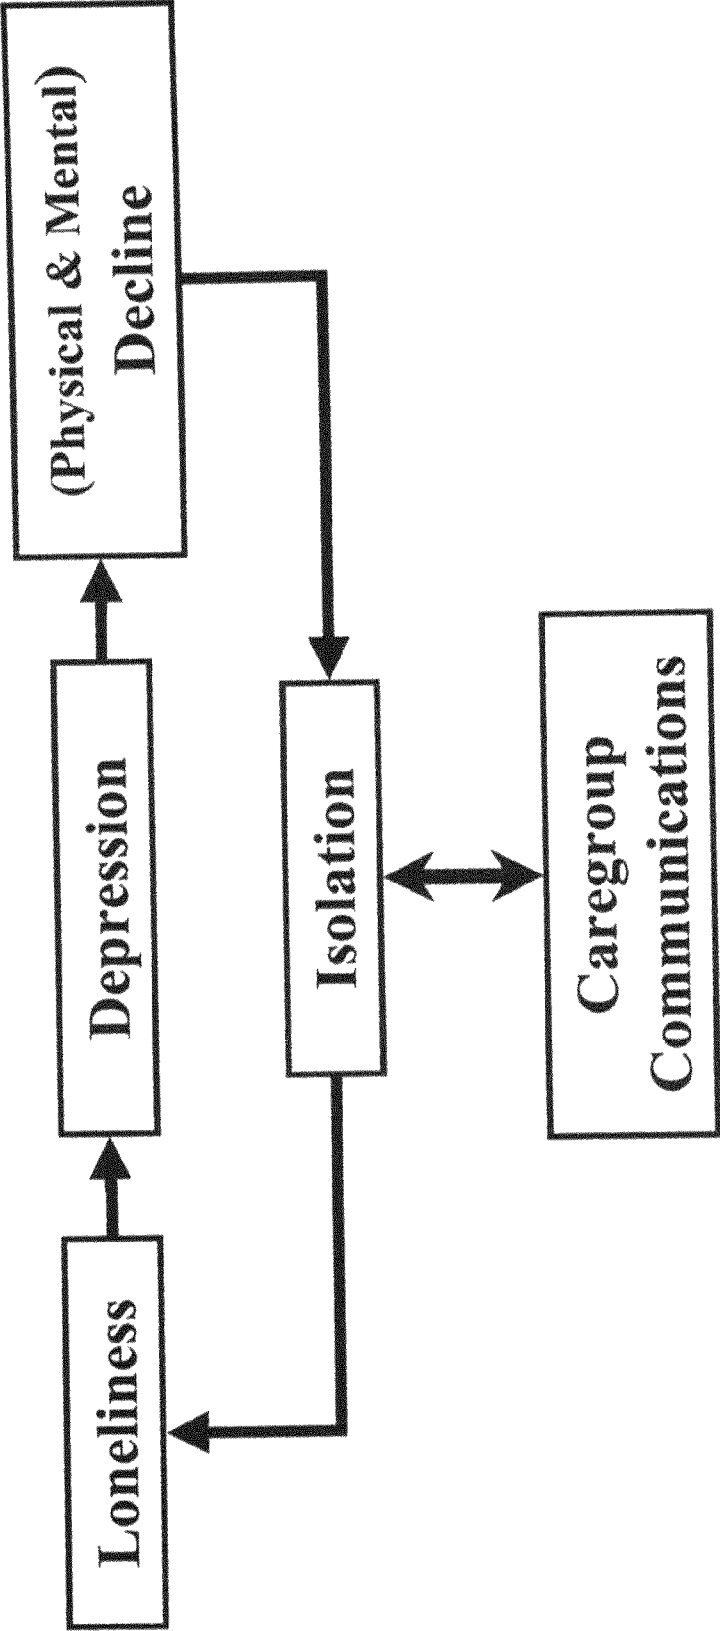 Loneliness
Depression
(Physical & Mental)
Decline
Isolation
Caregroup
Communications